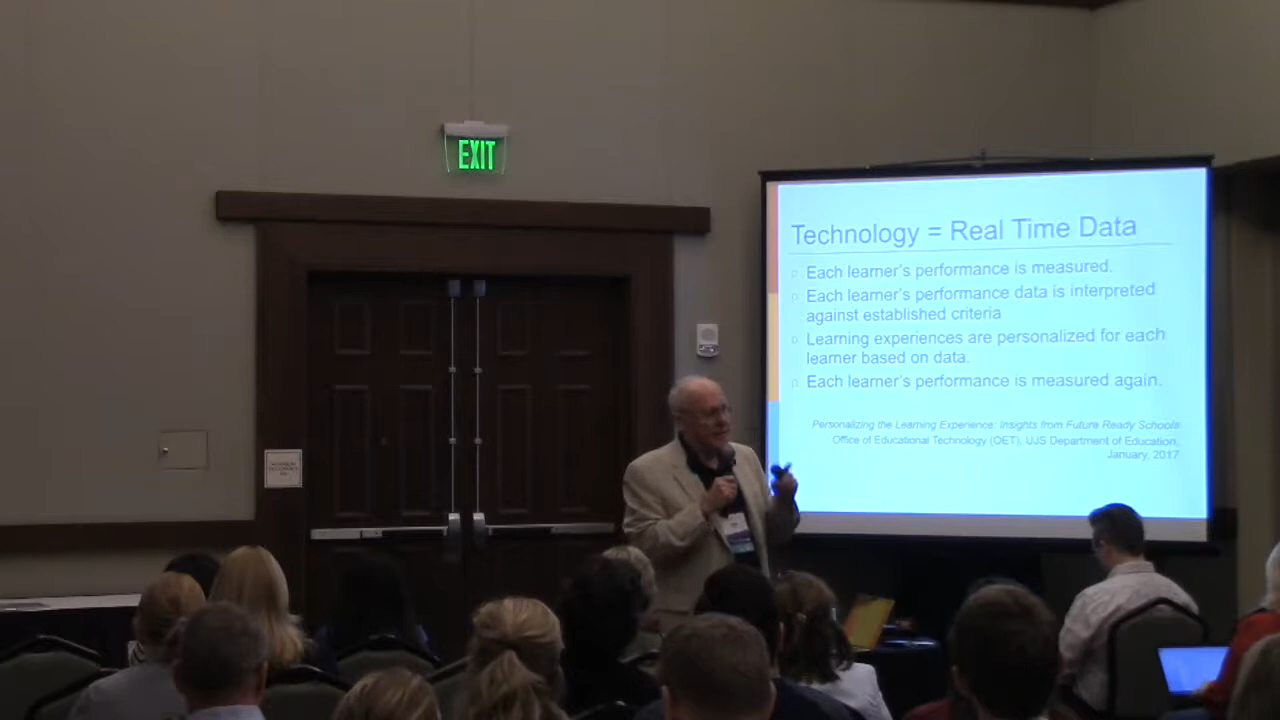 EXIT
Technology = Real Time Data
Each learner's performance is measured.
Each learner's performance data is interpreted
against established criteria
Learning experiences are personalized for each
learner based on data.
Each learner's performance is measured again.
Personalizing the Learning Experience: Insights from Future Ready Schools
Office of Educational Technology (OET), UJS Department of Education,
January, 2017